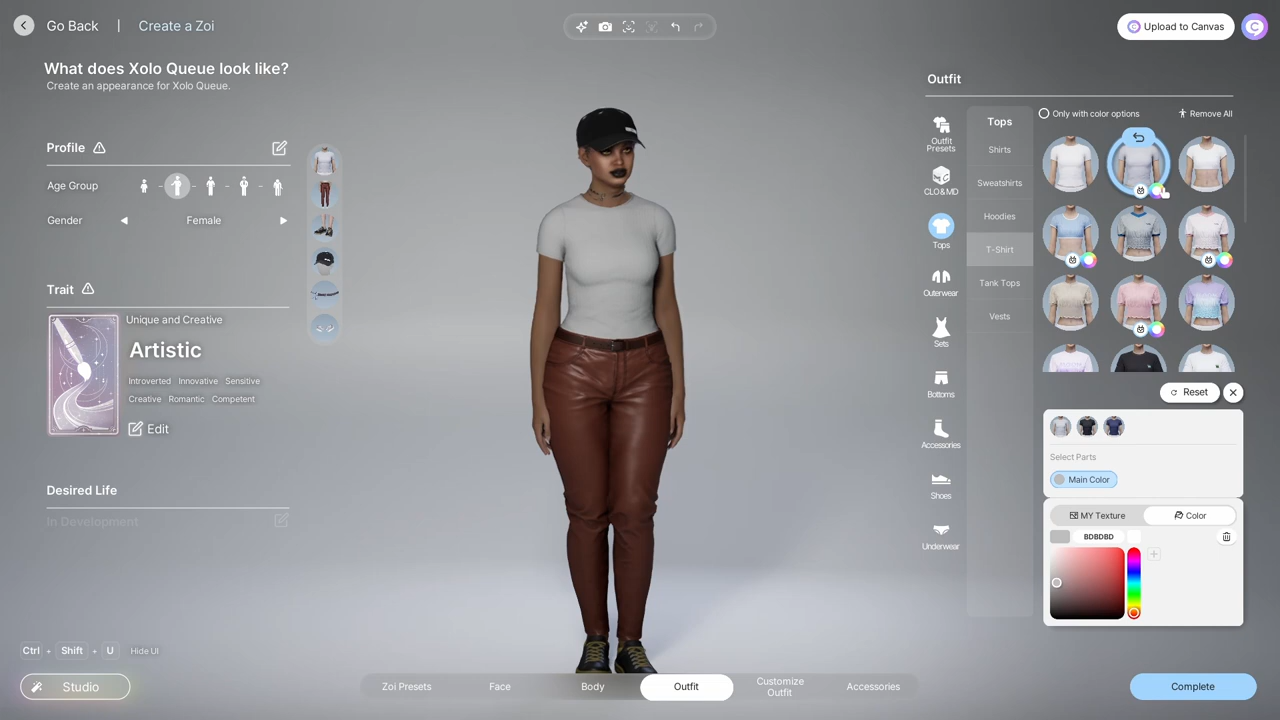 Go Back
|
Create a Zoi
Upload to Canvas
What does Xolo Queue look like?
Create an appearance for Xolo Queue.
Profile
Age Group
Gender
Female
Trait
Unique and Creative
Artistic
Introverted Innovative Sensitive
Creative Romantic Competent
Edit
Desired Life
In Development
Ctrl + Shift + U Hide UI
Studio
Outfit
Outfit
Presets
CLO&MD
Tops
Outerwear
Sets
Bottoms
Accessories
Shoes
Underwear
Tops
Shirts
Sweatshirts
Hoodies
T-Shirt
Tank Tops
Vests
Only with color options
Remove All
Reset
Select Parts
Main Color
MY Texture
Color
BDBDBD
Zoi Presets
Face
Body
Outfit
Customize
Outfit
Accessories
Complete